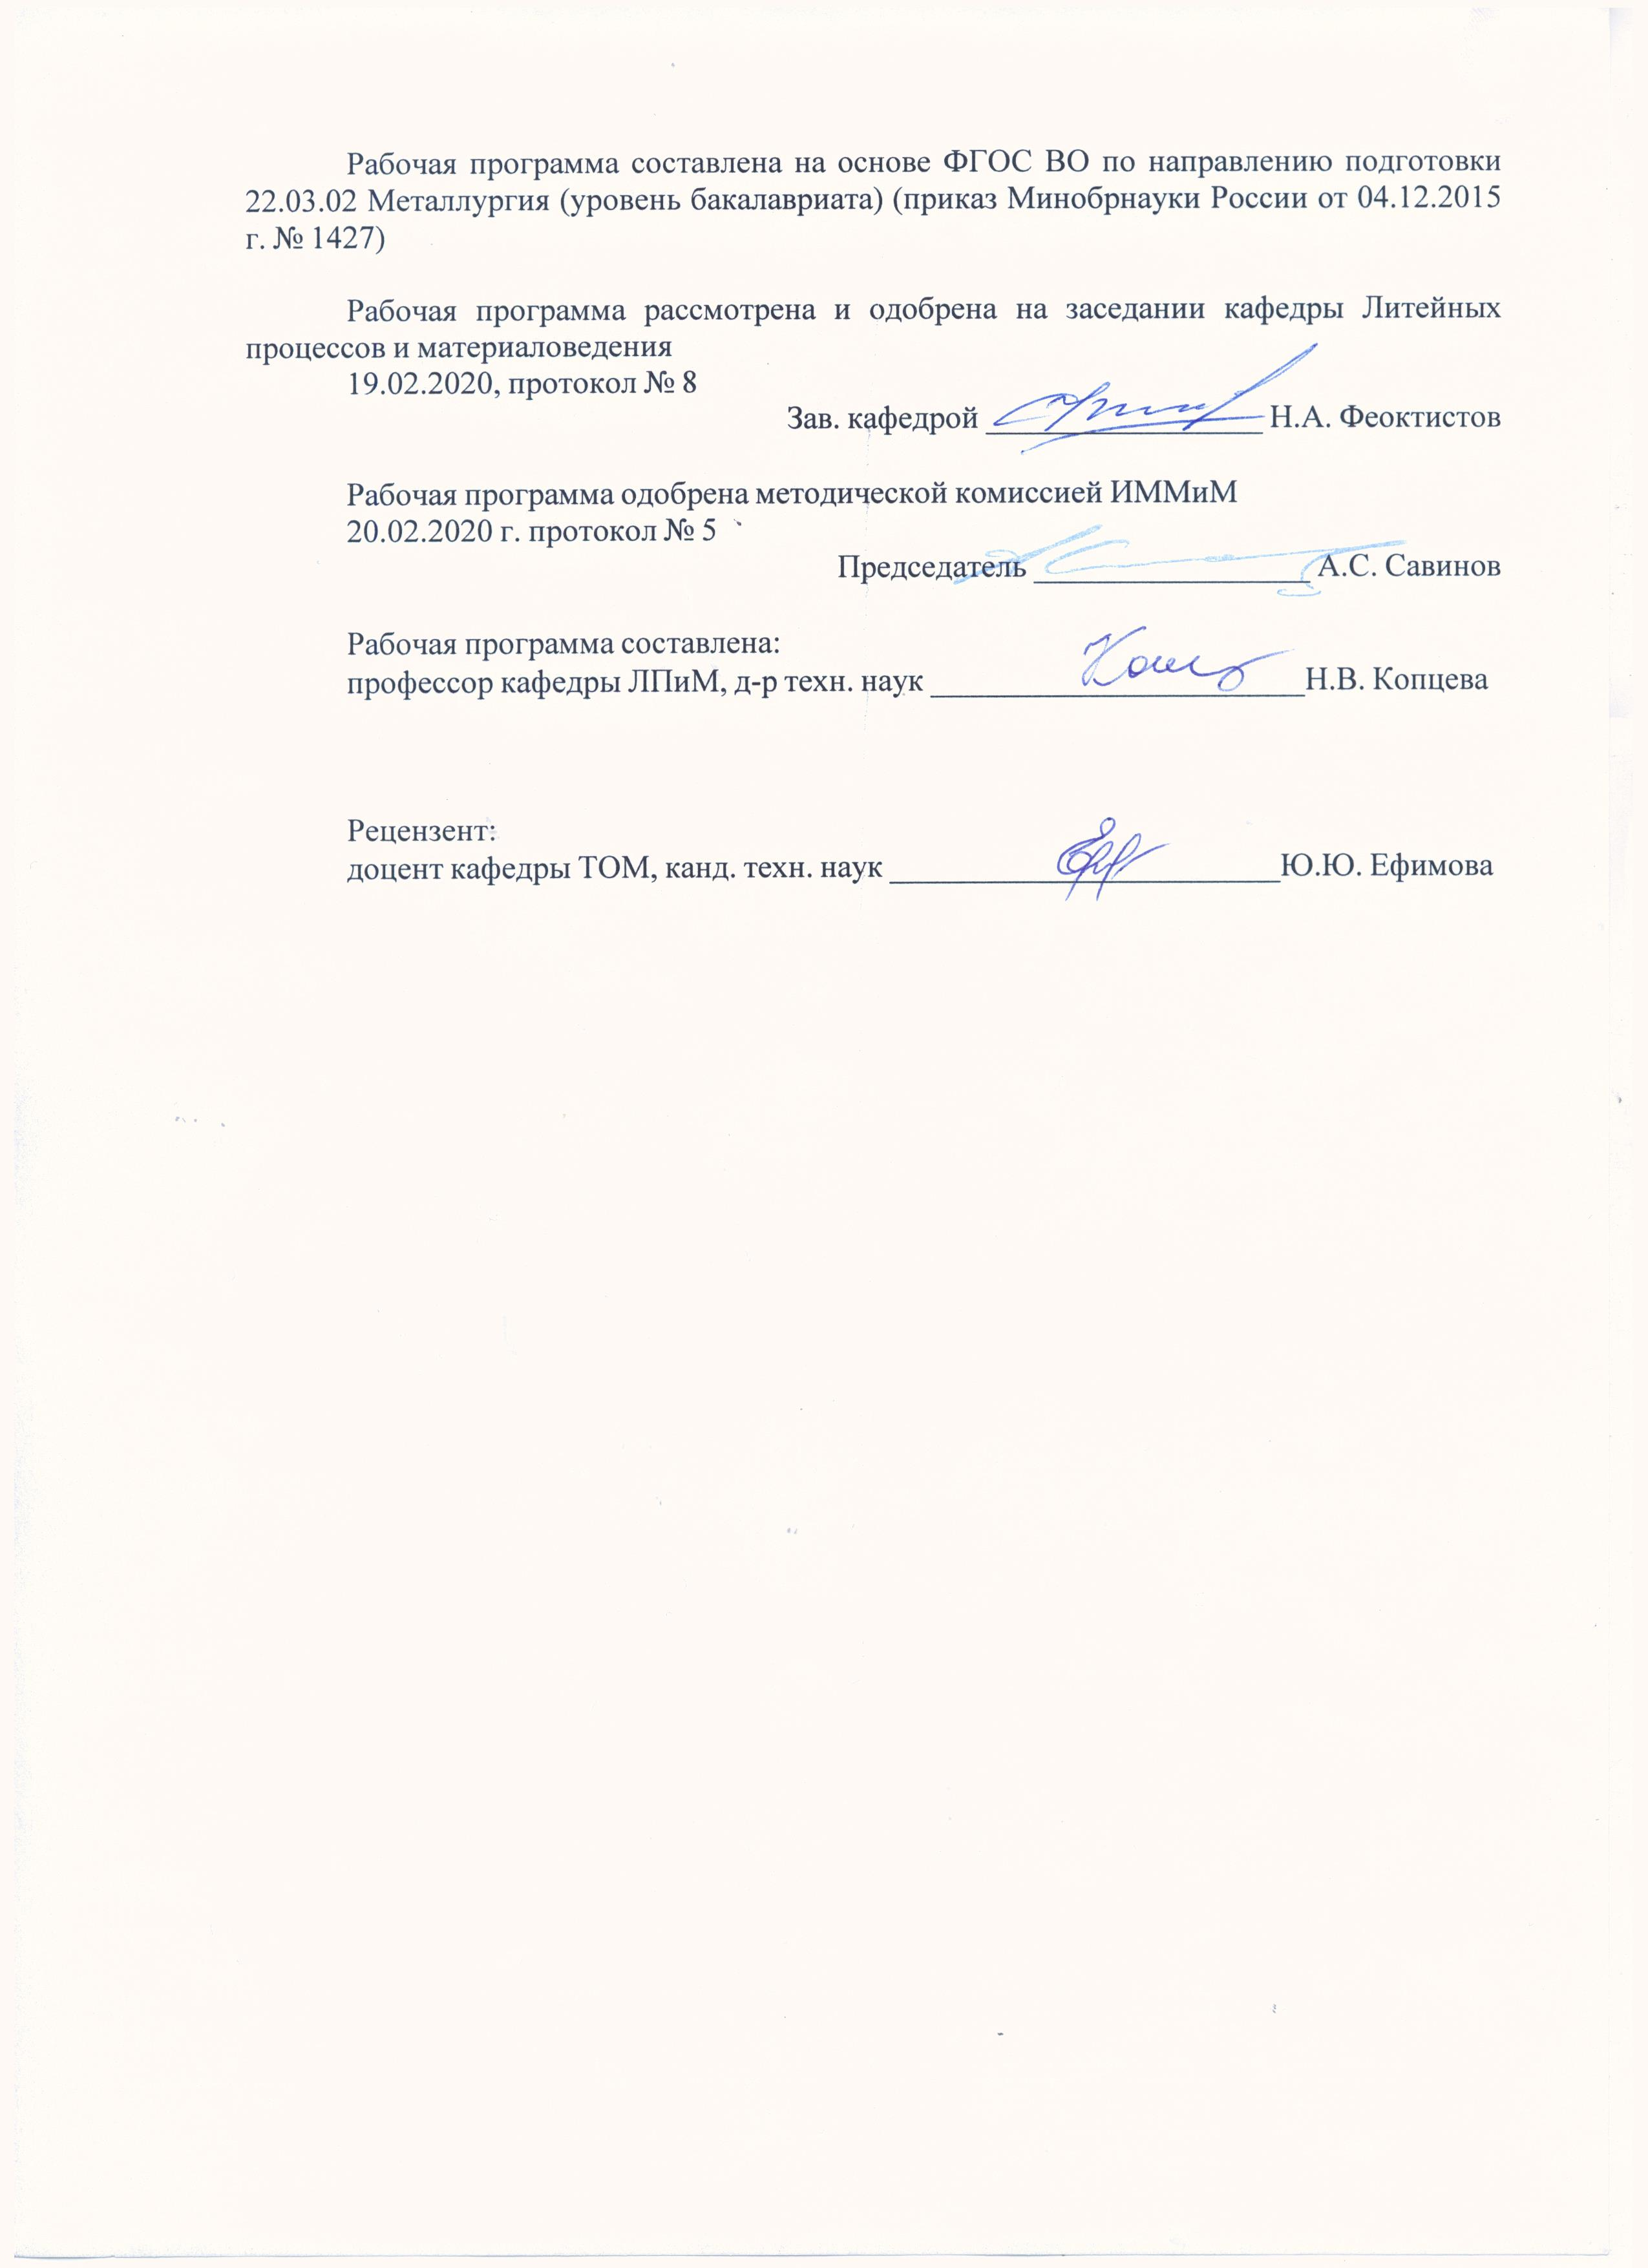 Рабочая программа составлена на основе ФГОС ВО по направлению подготовки
22.03.02 Металлургия (уровень бакалавриата) (приказ Минобрнауки России от 04.12.2015
г. № 1427)
Рабочая программа рассмотрена и одобрена на заседании кафедры Литейных
процессов и материаловедения
19.02.2020, протокол № 8
Зав. кафедрой Н.А. Феоктистов
Рабочая программа одобрена методической комиссией ИММиМ
20.02.2020 г. протокол № 5
Председатель А.С. Савинов
Рабочая программа составлена:
профессор кафедры ЛПиМ, д-р техн. наук Н.В. Копцева
Рецензент:
доцент кафедры ТОМ, канд. техн. наук Ю.Ю. Ефимова